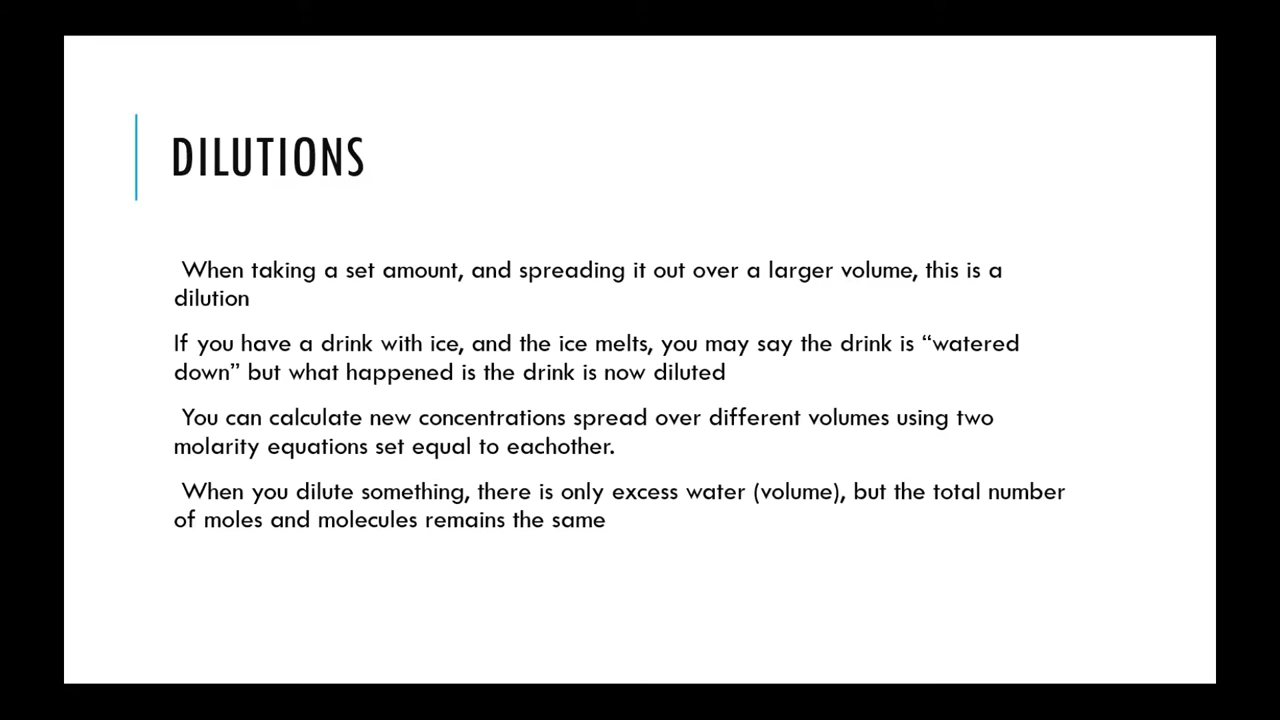 DILUTIONS
When taking a set amount, and spreading it out over a larger volume, this is a
dilution
If you have a drink with ice, and the ice melts, you may say the drink is “watered
down” but what happened is the drink is now diluted
You can calculate new concentrations spread over different volumes using two
molarity equations set equal to eachother.
When you dilute something, there is only excess water (volume), but the total number
of moles and molecules remains the same